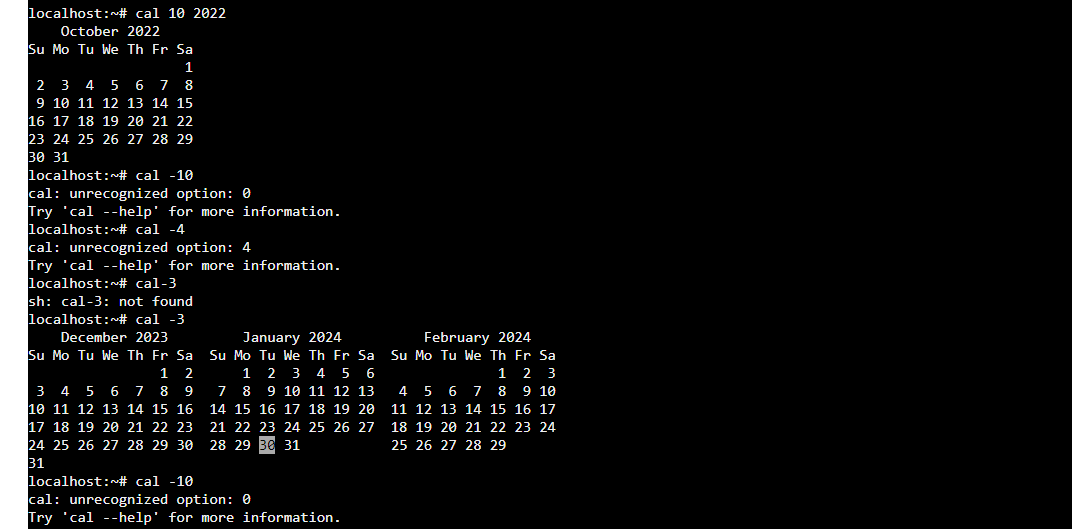 localhost:~# cal 10 2022
    October 2022
Su Mo Tu We Th Fr Sa
                   1
 2  3  4  5  6  7  8
 9 10 11 12 13 14 15
16 17 18 19 20 21 22
23 24 25 26 27 28 29
30 31
localhost:~# cal -10
cal: unrecognized option: 0
Try 'cal --help' for more information.
localhost:~# cal -4
cal: unrecognized option: 4
Try 'cal --help' for more information.
localhost:~# cal-3
sh: cal-3: not found
localhost:~# cal -3
    December 2023         January 2024          February 2024
Su Mo Tu We Th Fr Sa  Su Mo Tu We Th Fr Sa  Su Mo Tu We Th Fr Sa
                1  2      1  2  3  4  5  6               1  2  3
 3  4  5  6  7  8  9   7  8  9 10 11 12 13   4  5  6  7  8  9 10
10 11 12 13 14 15 16  14 15 16 17 18 19 20  11 12 13 14 15 16 17
17 18 19 20 21 22 23  21 22 23 24 25 26 27  18 19 20 21 22 23 24
24 25 26 27 28 29 30  28 29 30 31           25 26 27 28 29
31
localhost:~# cal -10
cal: unrecognized option: 0
Try 'cal --help' for more information.